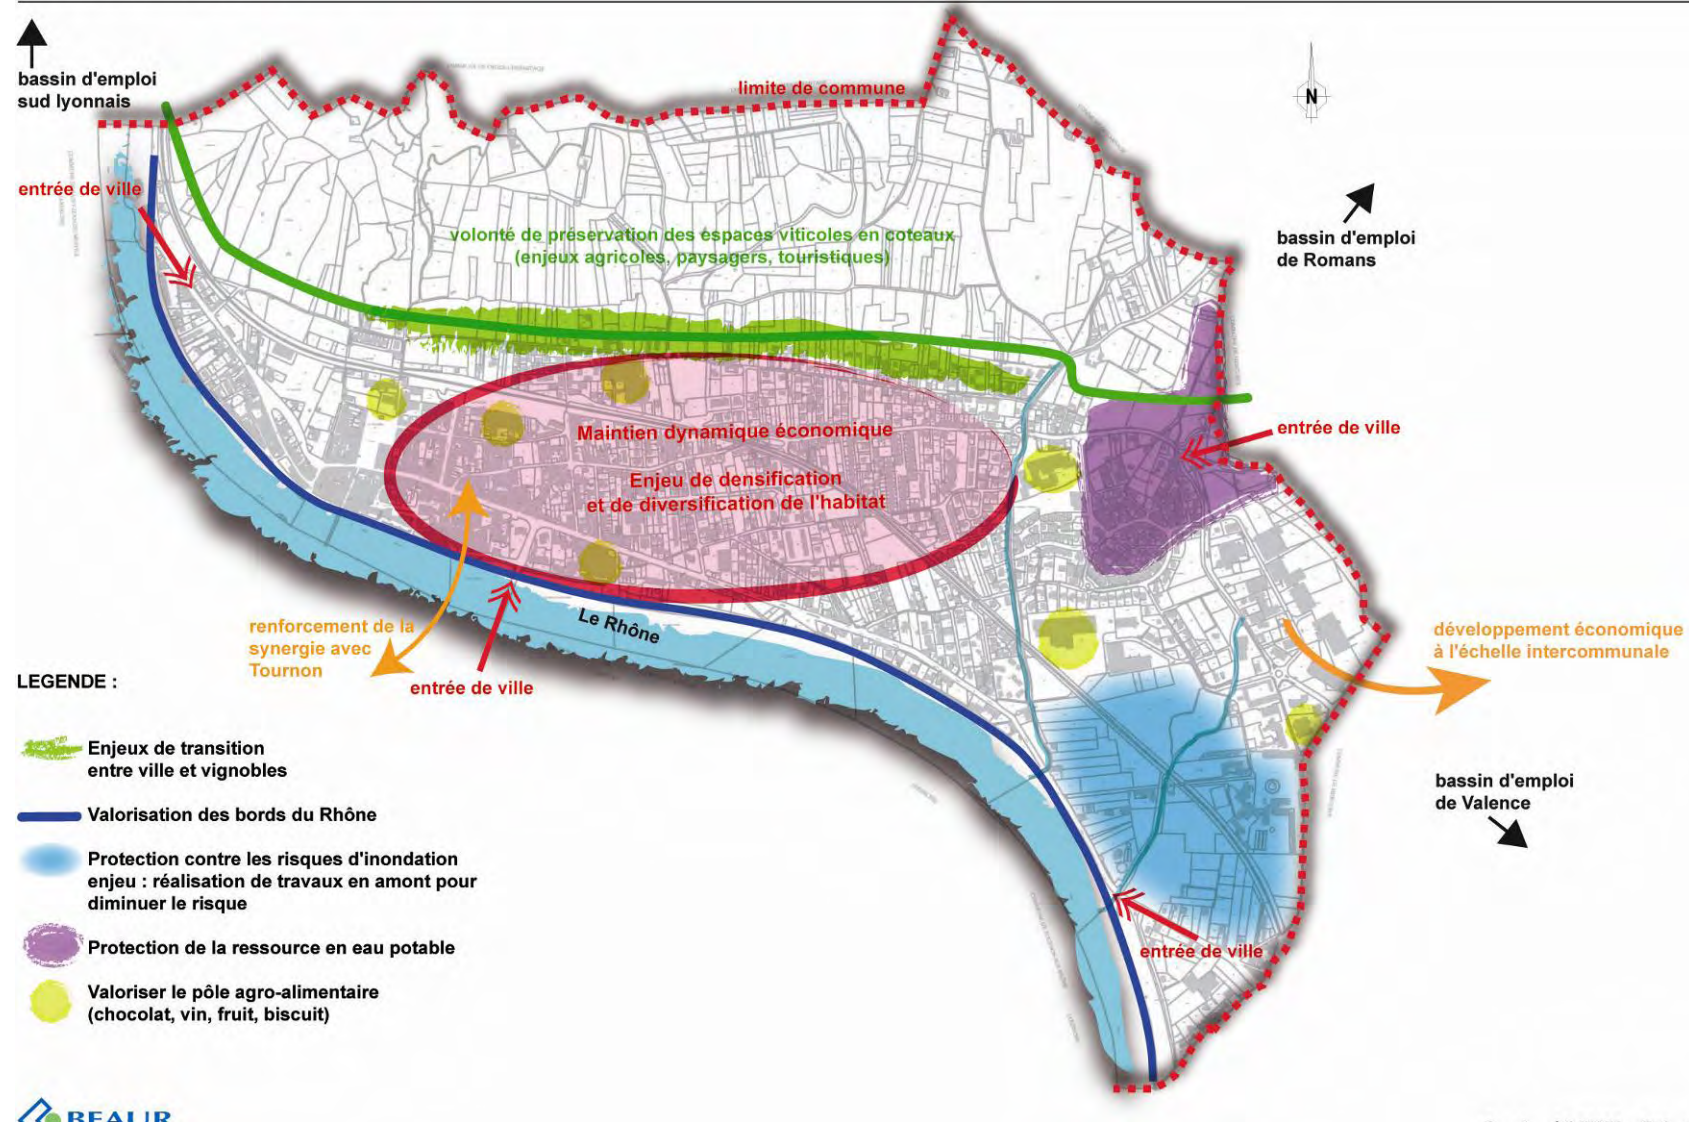 bassin d'emploi
sud lyonnais
limite de commune
N
entrée de ville
volonté de préservation des espaces viticoles en coteaux
(enjeux agricoles, paysagers, touristiques)
bassin d'emploi
de Romans
entrée de ville
Maintien dynamique économique
Enjeu de densification
et de diversification de l'habitat
Le Rhône
renforcement de la
synergie avec
Tournon
entrée de ville
développement économique
à l'échelle intercommunale
bassin d'emploi
de Valence
entrée de ville
LEGENDE :
Enjeux de transition
entre ville et vignobles
Valorisation des bords du Rhône
Protection contre les risques d'inondation
enjeu : réalisation de travaux en amont pour
diminuer le risque
Protection de la ressource en eau potable
Valoriser le pôle agro-alimentaire
(chocolat, vin, fruit, biscuit)
BEAUR